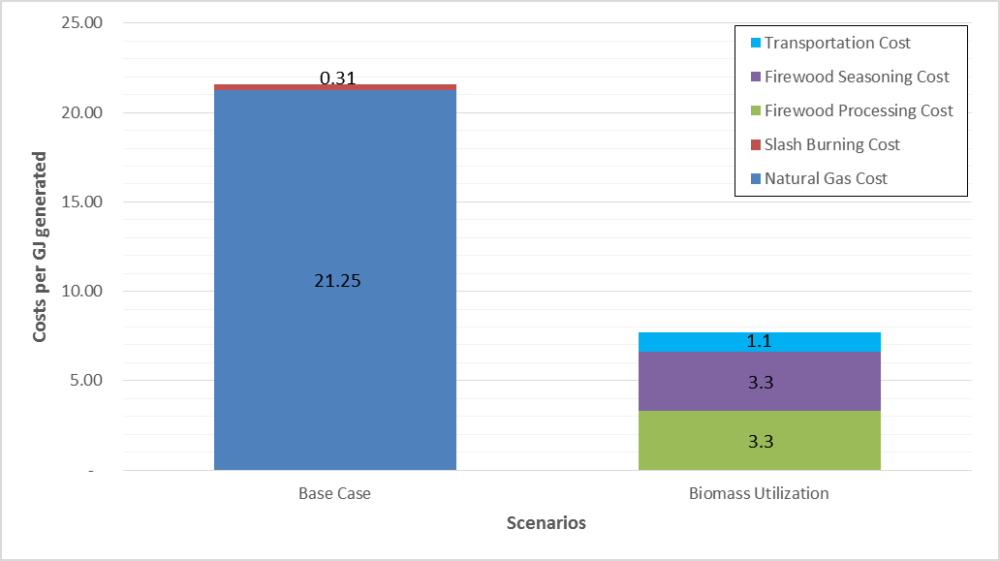 25.00
20.00
15.00
10.00
5.00
-
Costs per GJ generated
0.31
21.25
1.1
3.3
3.3
Transportation Cost
Firewood Seasoning Cost
Firewood Processing Cost
Slash Burning Cost
Natural Gas Cost
Base Case
Biomass Utilization
Scenarios